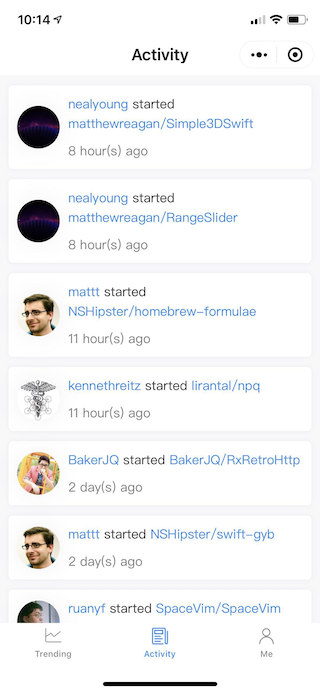 10:14
Activity
nealyoung started
matthewreagan/Simple3DSwift
8 hour(s) ago
nealyoung started
matthewreagan/RangeSlider
8 hour(s) ago
mattt started
NSHipster/homebrew-formulae
11 hour(s) ago
kennethreitz started lirantal/npq
11 hour(s) ago
BakerJQ started BakerJQ/RxRetroHttp
2 day(s) ago
mattt started NSHipster/swift-gyb
2 day(s) ago
ruanyf started SpaceVim/SpaceVim
Trending
Activity
Me